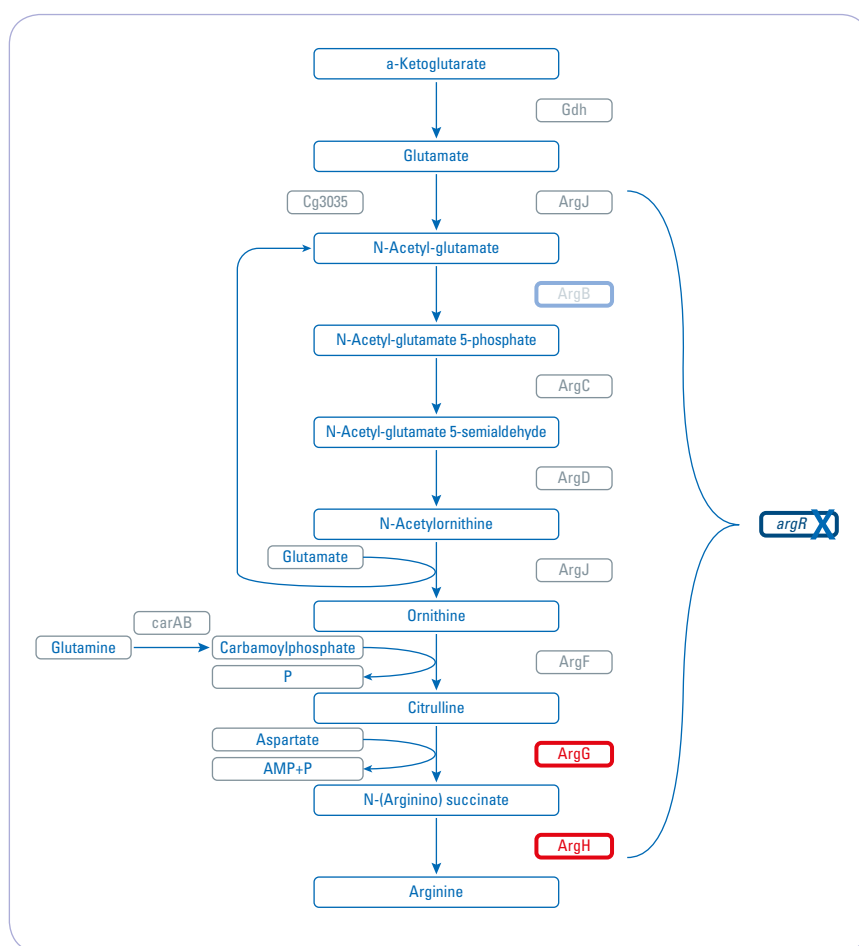 a-Ketoglutarate
Gdh
Glutamate
Cg3035
ArgJ
N-Acetyl-glutamate
ArgB
N-Acetyl-glutamate 5-phosphate
ArgC
N-Acetyl-glutamate 5-semialdehyde
ArgD
N-Acetylornithine
argR X
Glutamate
ArgJ
Ornithine
carAB
Glutamine
Carbamoylphosphate
ArgF
P
Citrulline
Aspartate
ArgG
AMP+P
N-(Arginino) succinate
ArgH
Arginine